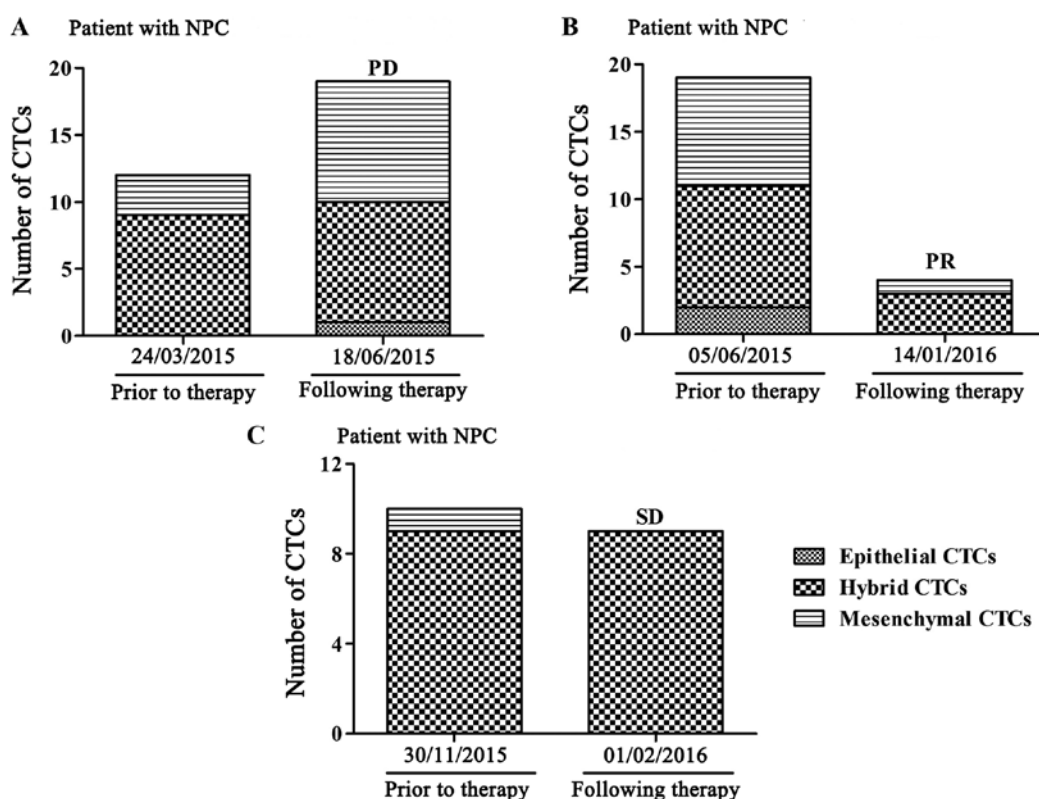 A Patient with NPC
Number of CTCs
20
15
10
5
0
PD
24/03/2015
18/06/2015
Prior to therapy
Following therapy
B Patient with NPC
Number of CTCs
20
15
10
5
0
PR
05/06/2015
14/01/2016
Prior to therapy
Following therapy
C Patient with NPC
Number of CTCs
12
8
4
0
SD
30/11/2015
01/02/2016
Prior to therapy
Following therapy
Epithelial CTCs
Hybrid CTCs
Mesenchymal CTCs